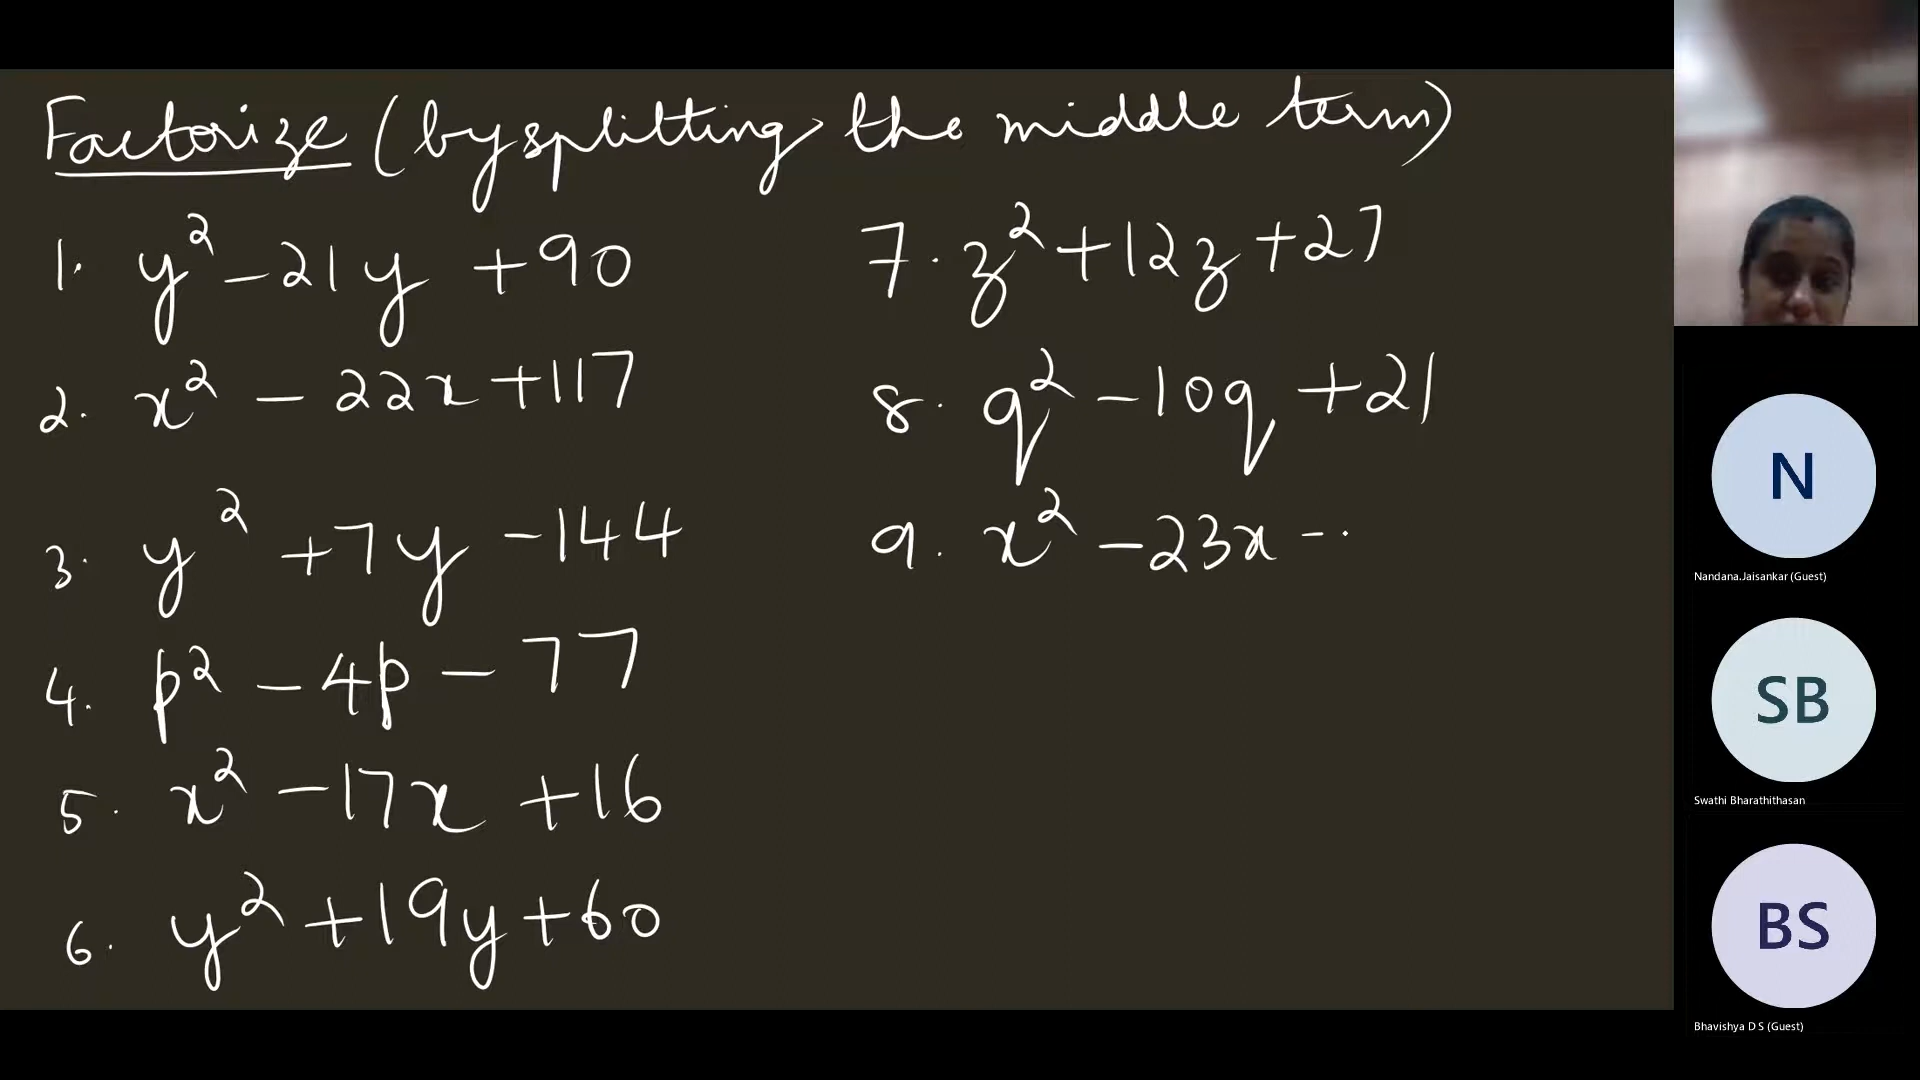 Factorize (by splitting the middle term)
1. y² - 21y + 90
2. x² - 22x + 117
3. y² + 7y - 144
4. p² - 4p - 77
5. x² - 17x + 16
6. y² + 19y + 60
7. z² + 12z + 27
8. q² - 10q + 21
9. x² - 23x -
N
Nandana.Jaisankar (Guest)
SB
Swathi Bharathithasan
BS
Bhavishya D S (Guest)